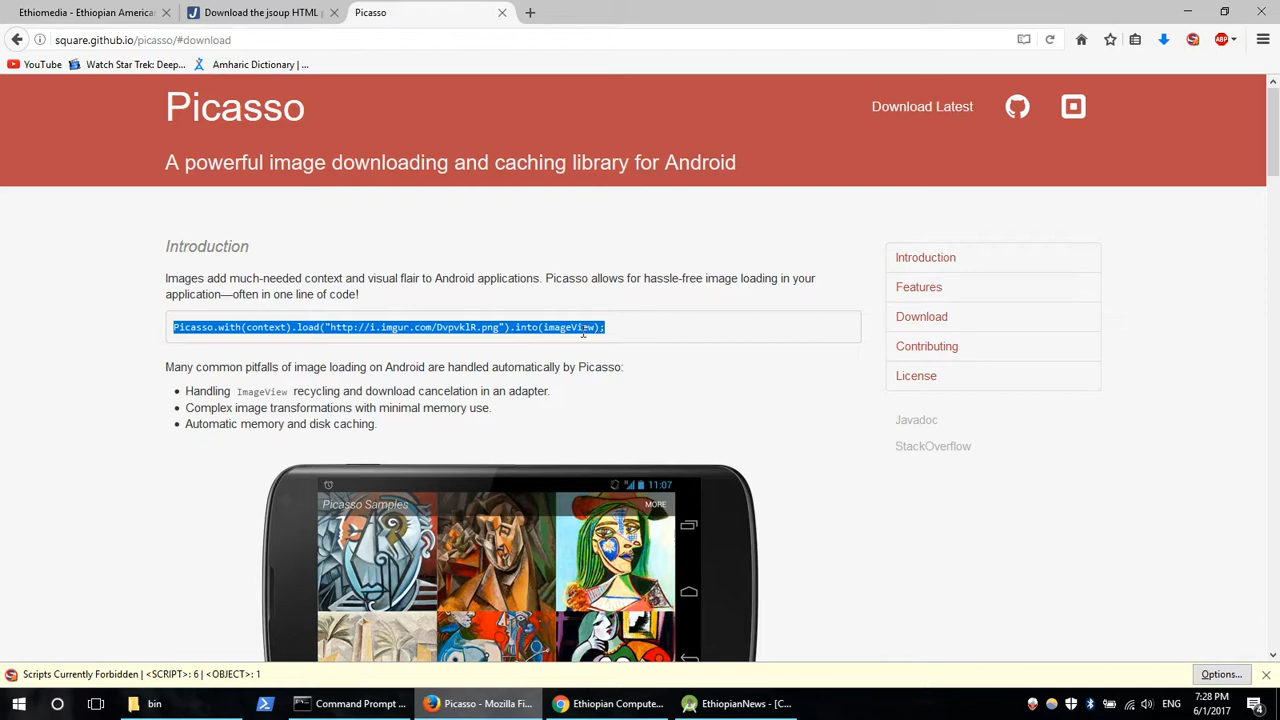 Ethiomedia - Ethiopian America
Download the jsoup HTML
Picasso
square.github.io/picasso/#download
ABP
YouTube
Watch Star Trek: Deep...
Amharic Dictionary | ...
Picasso
Download Latest
A powerful image downloading and caching library for Android
Introduction
Images add much-needed context and visual flair to Android applications. Picasso allows for hassle-free image loading in your
application—often in one line of code!
Picasso.with(context).load("http://i.imgur.com/DvpvklR.png").into(imageView);
Many common pitfalls of image loading on Android are handled automatically by Picasso:
Handling ImageView recycling and download cancelation in an adapter.
Complex image transformations with minimal memory use.
Automatic memory and disk caching.
Introduction
Features
Download
Contributing
License
Javadoc
StackOverflow
11:07
Picasso Samples
MORE
Scripts Currently Forbidden | <SCRIPT>: 6 | <OBJECT>: 1
Options...
bin
Command Prompt ...
Picasso - Mozilla Fi...
Ethiopian Compute...
EthiopianNews - [C...
ENG
7:28 PM
6/1/2017
4